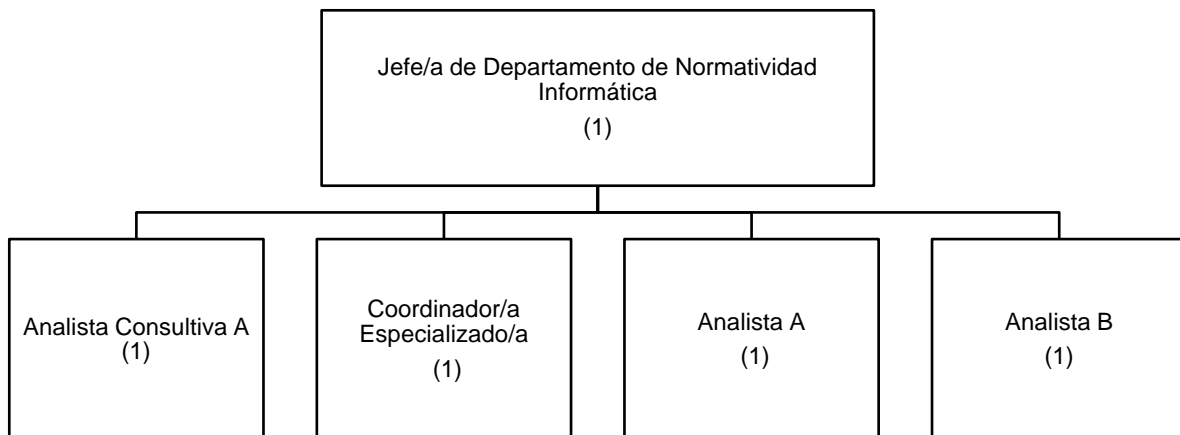 Jefe/a de Departamento de Normatividad
Informática
(1)
Analista Consultiva A
(1)
Coordinador/a
Especializado/a
(1)
Analista A
(1)
Analista B
(1)